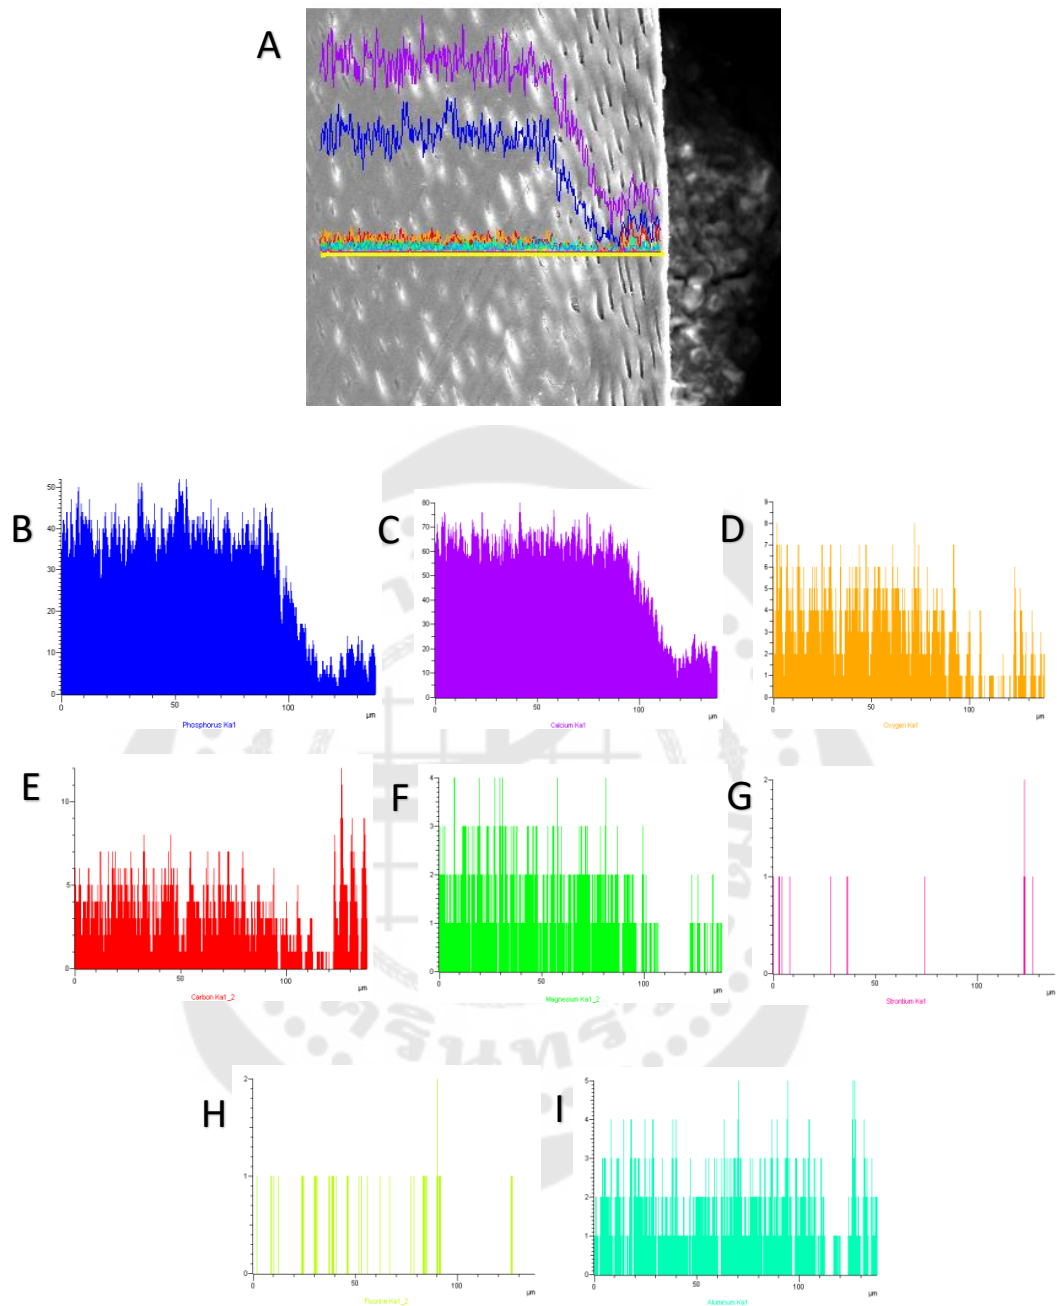 A
B
50
40
30
20
10
0
0
50
100
µm
Phosphorus Ka1
C
80
70
60
50
40
30
20
10
0
0
50
100
µm
Calcium Ka1
D
9
8
7
6
5
4
3
2
1
0
0
50
100
µm
Oxygen Ka1
E
10
5
0
0
50
100
µm
Carbon Ka1_2
F
4
3
2
1
0
0
50
100
µm
Magnesium Ka1_2
G
2
1
0
0
50
100
µm
Strontium Ka1
H
2
1
0
0
50
100
µm
Fluorine Ka1_2
I
5
4
3
2
1
0
0
50
100
µm
Aluminum Ka1